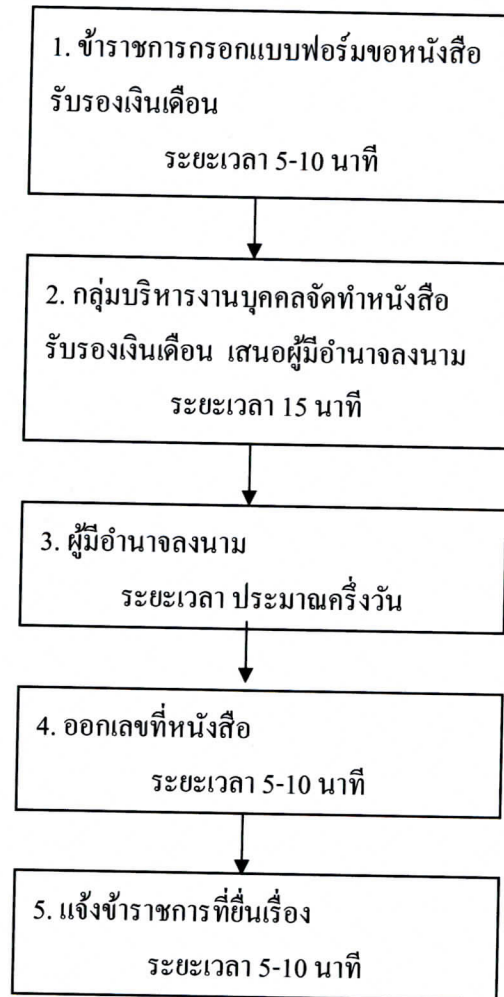 1. ข้าราชการกรอกแบบฟอร์มขอหนังสือ
รับรองเงินเดือน
ระยะเวลา 5-10 นาที
2. กลุ่มบริหารงานบุคคลจัดทำหนังสือ
รับรองเงินเดือน เสนอผู้มีอำนาจลงนาม
ระยะเวลา 15 นาที
3. ผู้มีอำนาจลงนาม
ระยะเวลา ประมาณครึ่งวัน
4. ออกเลขที่หนังสือ
ระยะเวลา 5-10 นาที
5. แจ้งข้าราชการที่ยื่นเรื่อง
ระยะเวลา 5-10 นาที